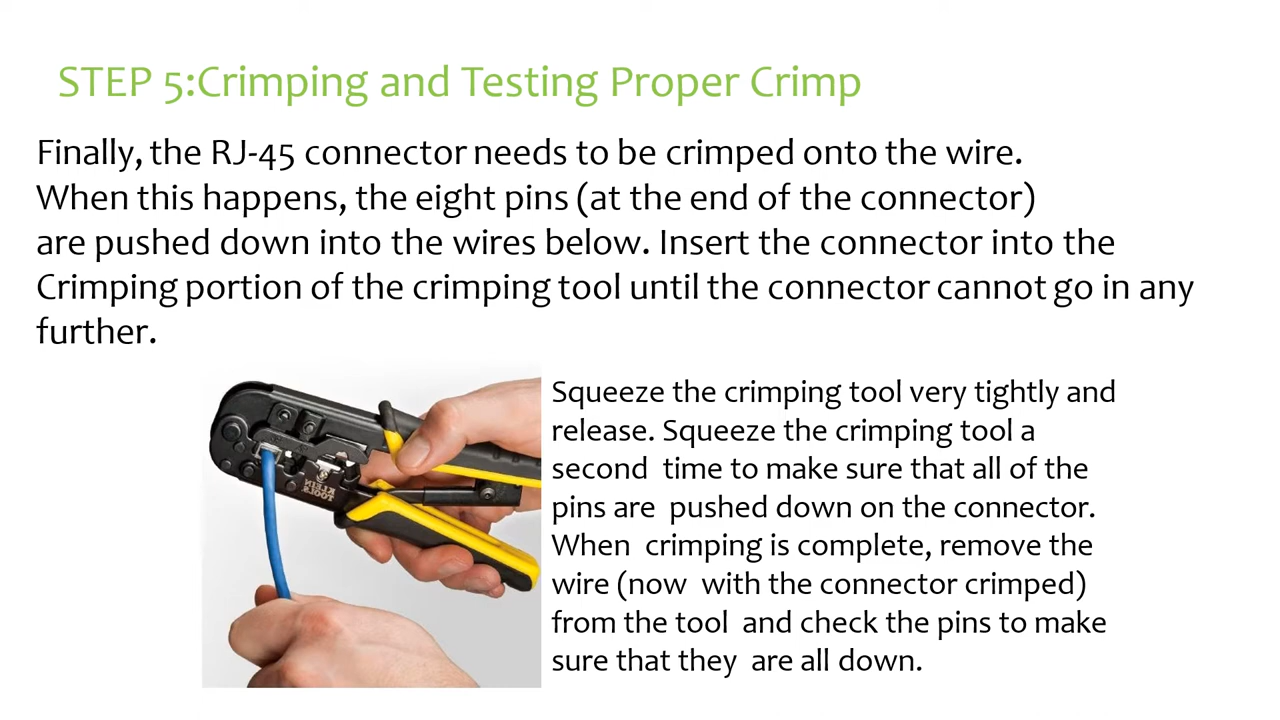 STEP 5:Crimping and Testing Proper Crimp
Finally, the RJ-45 connector needs to be crimped onto the wire.
When this happens, the eight pins (at the end of the connector)
are pushed down into the wires below. Insert the connector into the
Crimping portion of the crimping tool until the connector cannot go in any
further.
Squeeze the crimping tool very tightly and
release. Squeeze the crimping tool a
second time to make sure that all of the
pins are pushed down on the connector.
When crimping is complete, remove the
wire (now with the connector crimped)
from the tool and check the pins to make
sure that they are all down.
KLEIN
TOOLS